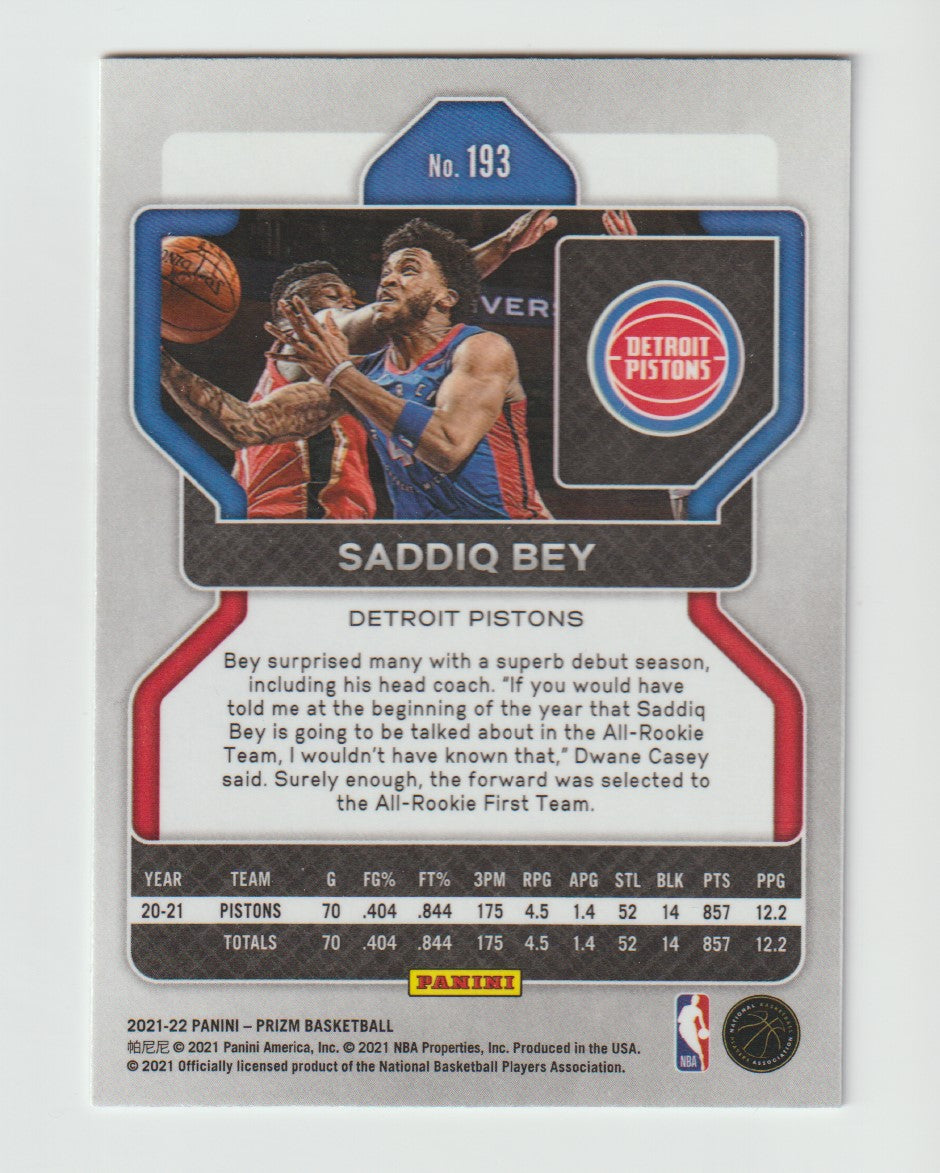 No. 193
VER
DETROIT
PISTONS
SADDIQ BEY
DETROIT PISTONS
Bey surprised many with a superb debut season,
including his head coach. "If you would have
told me at the beginning of the year that Saddiq
Bey is going to be talked about in the All-Rookie
Team, I wouldn't have known that," Dwane Casey
said. Surely enough, the forward was selected to
the All-Rookie First Team.
YEAR TEAM G FG% FT% 3PM RPG APG STL BLK PTS PPG
20-21 PISTONS 70 .404 .844 175 4.5 1.4 52 14 857 12.2
TOTALS 70 .404 .844 175 4.5 1.4 52 14 857 12.2
PANINI
2021-22 PANINI – PRIZM BASKETBALL
帕尼尼 © 2021 Panini America, Inc. © 2021 NBA Properties, Inc. Produced in the USA.
© 2021 Officially licensed product of the National Basketball Players Association.
NBA
NATIONAL BASKETBALL
PLAYERS ASSOCIATION